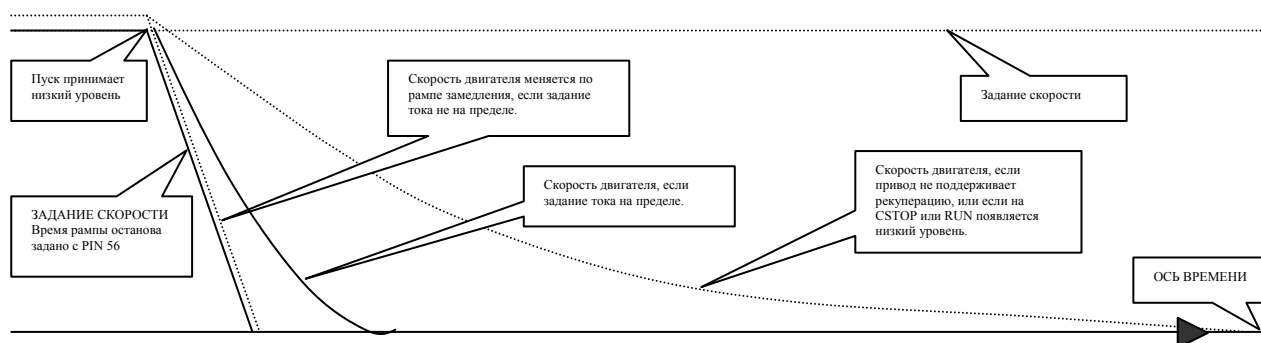 Пуск принимает
низкий уровень
Скорость двигателя меняется по
рампе замедления, если задание
тока не на пределе.
Задание скорости
ЗАДАНИЕ СКОРОСТИ
Время рампы останова
задано с PIN 56
Скорость двигателя, если
задание тока на пределе.
Скорость двигателя, если
привод не поддерживает
рекуперацию, или если на
CSTOP или RUN появляется
низкий уровень.
ОСЬ ВРЕМЕНИ